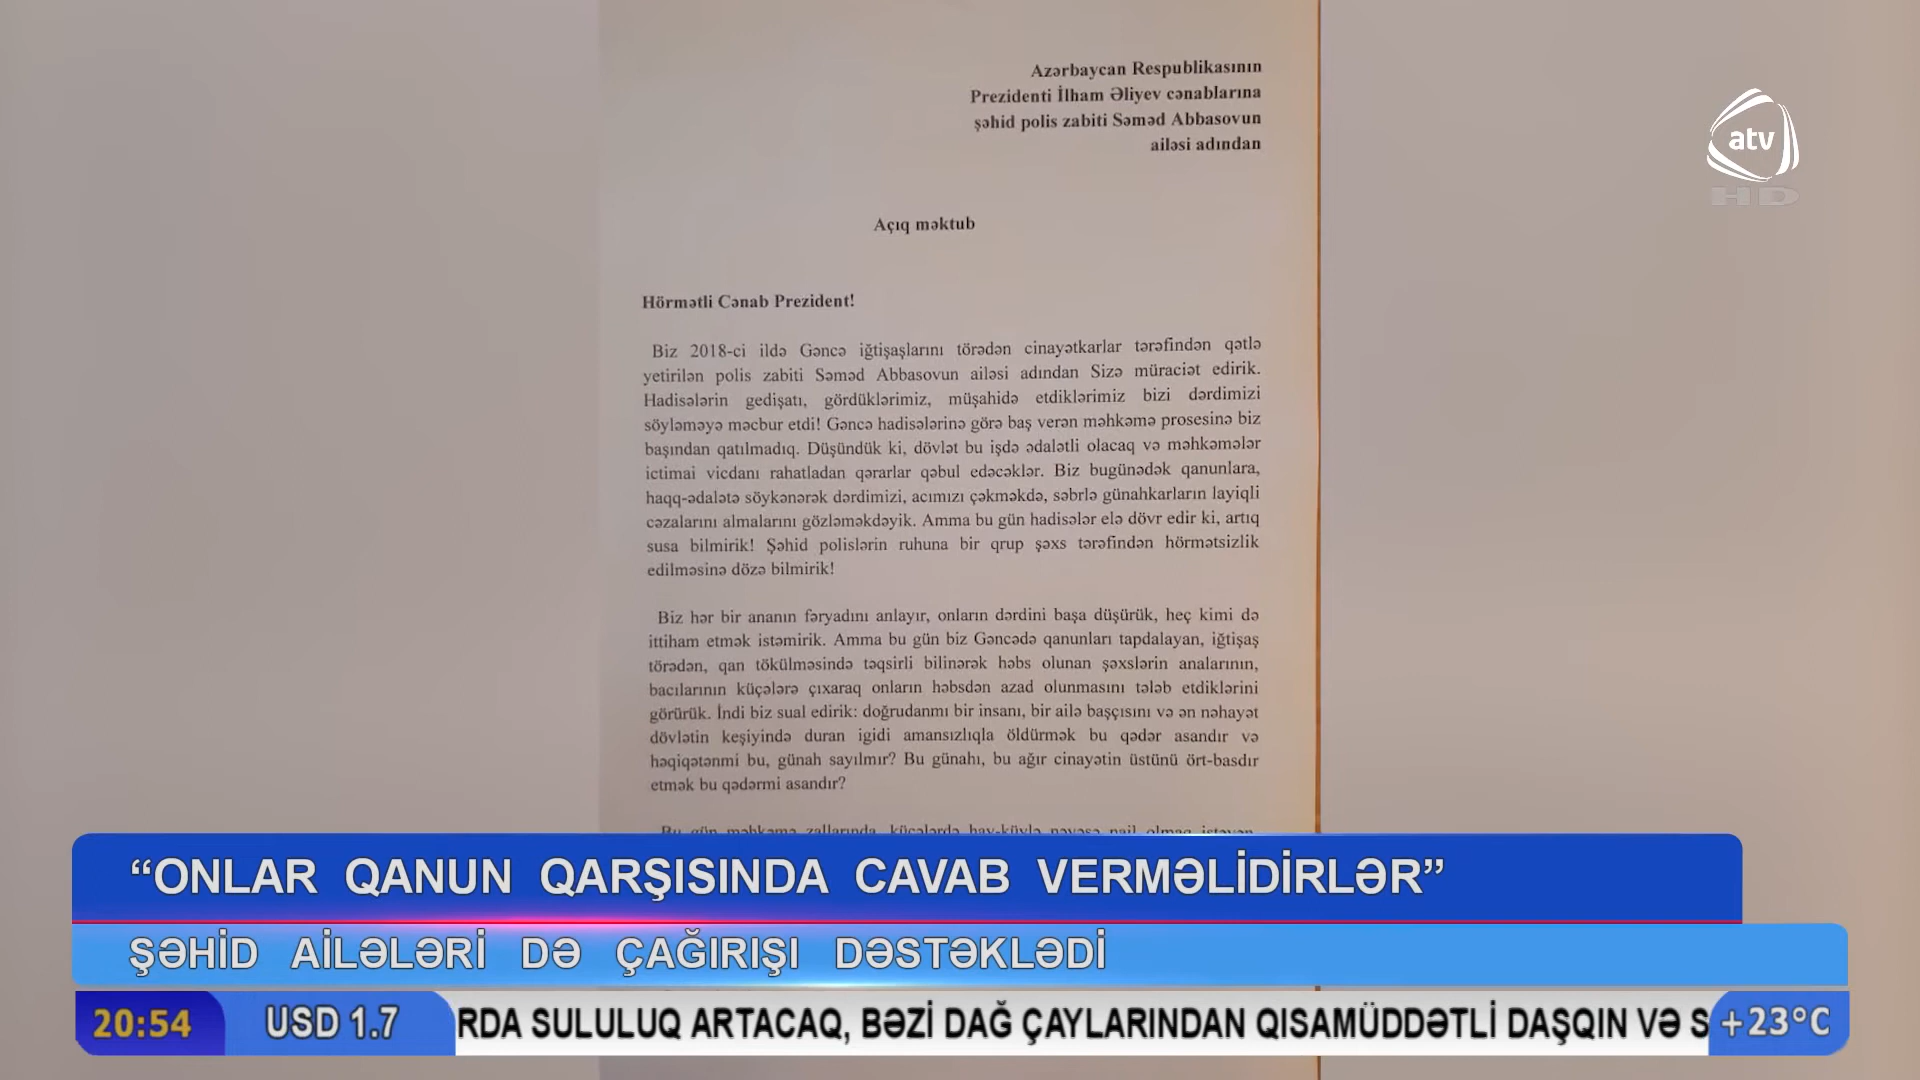 Azərbaycan Respublikasının
Prezidenti İlham Əliyev cənablarına
şəhid polis zabiti Səməd Abbasovun
ailəsi adından
atv
HD
Açıq məktub
Hörmətli Cənab Prezident!
Biz 2018-ci ildə Gəncə iğtişaşlarını törədən cinayətkarlar tərəfindən qətlə
yetirilən polis zabiti Səməd Abbasovun ailəsi adından Sizə müraciət edirik.
Hadisələrin gedişatı, gördüklərimiz, müşahidə etdiklərimiz bizi dərdimizi
söyləməyə məcbur etdi! Gəncə hadisələrinə görə baş verən məhkəmə prosesinə biz
başından qatılmadıq. Düşündük ki, dövlət bu işdə ədalətli olacaq və məhkəmələr
ictimai vicdanı rahatladan qərarlar qəbul edəcəklər. Biz bugünədək qanunlara,
haqq-ədalətə söykənərək dərdimizi, acımızı çəkməkdə, səbrlə günahkarların layiqli
cəzalarını almalarını gözləməkdəyik. Amma bu gün hadisələr elə dövr edir ki, artıq
susa bilmirik! Şəhid polislərin ruhuna bir qrup şəxs tərəfindən hörmətsizlik
edilməsinə dözə bilmirik!
Biz hər bir ananın fəryadını anlayır, onların dərdini başa düşürük, heç kimi də
ittiham etmək istəmirik. Amma bu gün biz Gəncədə qanunları tapdalayan, iğtişaş
törədən, qan tökülməsində təqsirli bilinərək həbs olunan şəxslərin analarının,
bacılarının küçələrə çıxaraq onların həbsdən azad olunmasını tələb etdiklərini
görürük. İndi biz sual edirik: doğrudanmı bir insanı, bir ailə başçısını və ən nəhayət
dövlətin keşiyində duran igidi amansızlıqla öldürmək bu qədər asandır və
həqiqətənmi bu, günah sayılmır? Bu günahı, bu ağır cinayətin üstünü ört-basdır
etmək bu qədərmi asandır?
Bu gün məhkəmə zallarında, küçələrdə hay-küylə nəyəsə nail olmaq istəyən
“ONLAR QANUN QARŞISINDA CAVAB VERMƏLİDİRLƏR”
ŞƏHİD AİLƏLƏRİ DƏ ÇAĞIRIŞI DƏSTƏKLƏDİ
20:54 USD 1.7 RDA SULULUQ ARTACAQ, BƏZİ DAĞ ÇAYLARINDAN QISAMÜDDƏTLİ DAŞQIN VƏ S +23°C